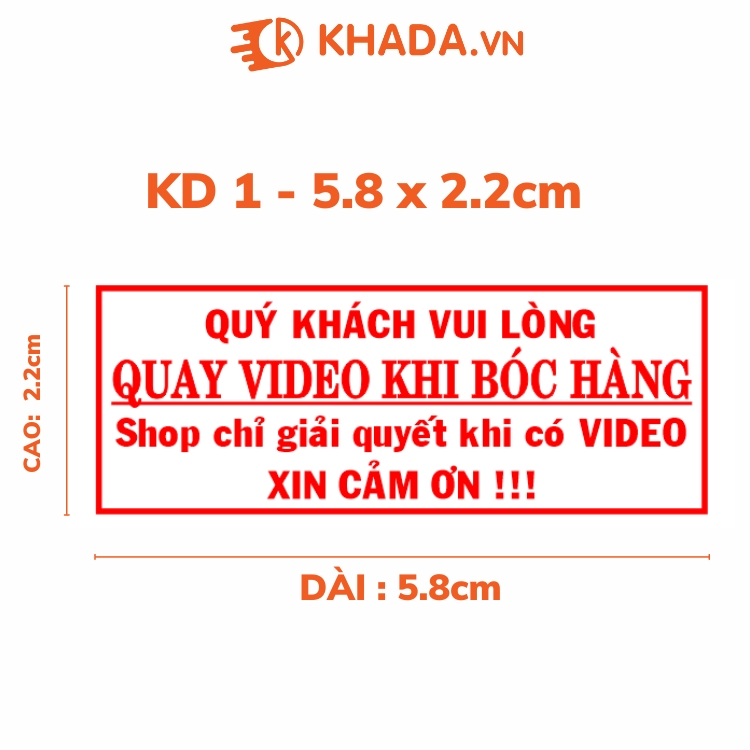 KHADA.VN
KD 1 - 5.8 x 2.2cm
QUÝ KHÁCH VUI LÒNG
QUAY VIDEO KHI BÓC HÀNG
Shop chỉ giải quyết khi có VIDEO
XIN CẢM ƠN !!!
CAO: 2.2cm
DÀI : 5.8cm